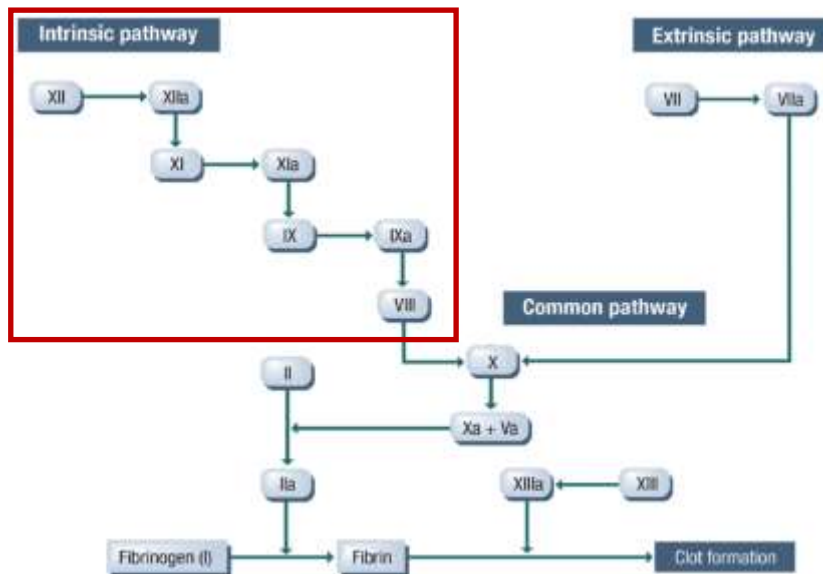 Intrinsic pathway
Extrinsic pathway
XII
XIIa
VII
VIIa
XI
XIa
IX
IXa
VIII
Common pathway
X
II
Xa + Va
IIa
XIIIa
XIII
Fibrinogen (I)
Fibrin
Clot formation